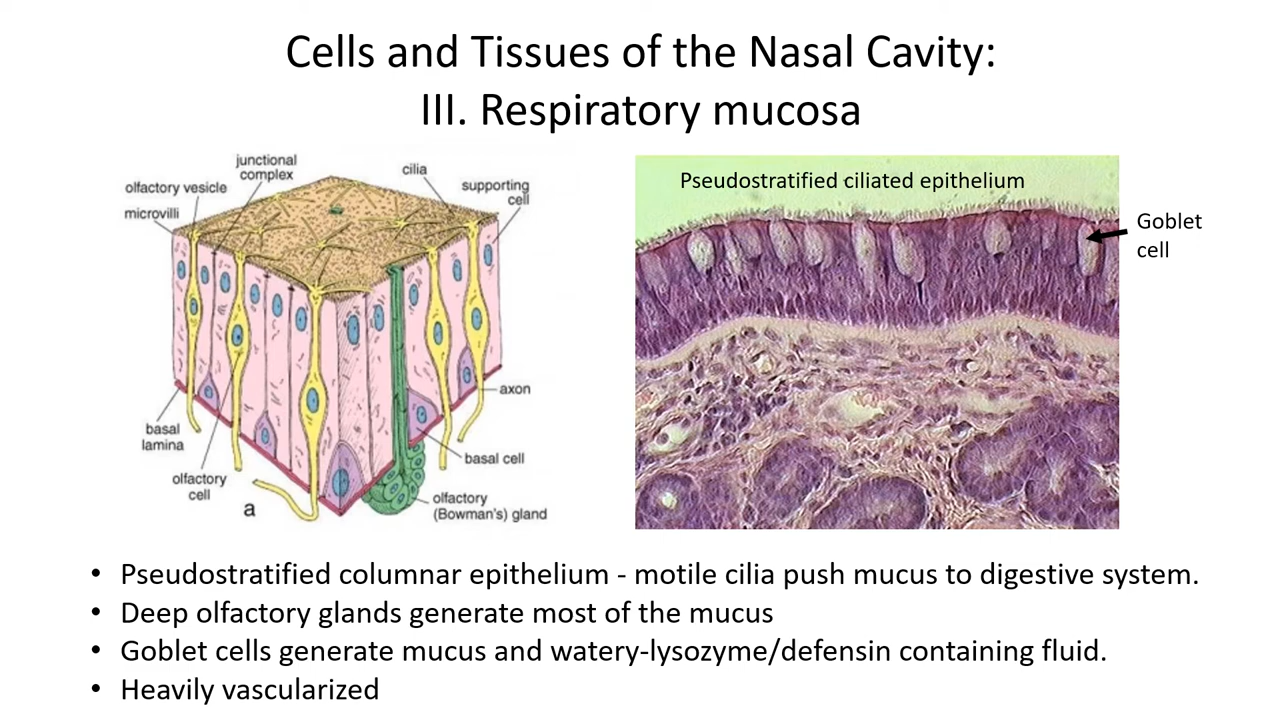 Cells and Tissues of the Nasal Cavity:
III. Respiratory mucosa
junctional
complex
cilia
olfactory vesicle
supporting
cell
microvilli
axon
basal
lamina
basal cell
olfactory
cell
olfactory
(Bowman's) gland
a
Pseudostratified ciliated epithelium
Goblet
cell
• Pseudostratified columnar epithelium - motile cilia push mucus to digestive system.
• Deep olfactory glands generate most of the mucus
• Goblet cells generate mucus and watery-lysozyme/defensin containing fluid.
• Heavily vascularized